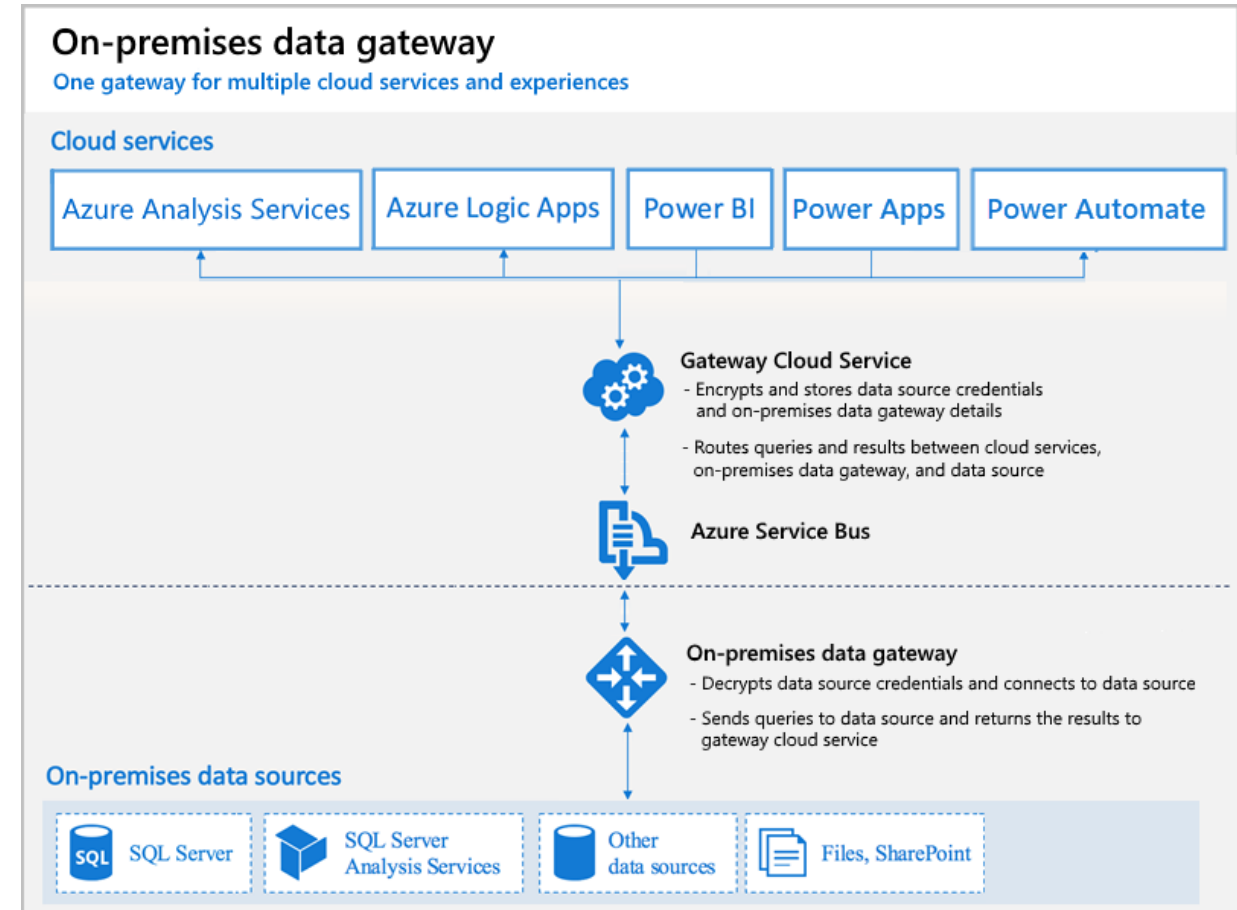 On-premises data gateway
One gateway for multiple cloud services and experiences
Cloud services
Azure Analysis Services
Azure Logic Apps
Power BI
Power Apps
Power Automate
Gateway Cloud Service
- Encrypts and stores data source credentials
and on-premises data gateway details
- Routes queries and results between cloud services,
on-premises data gateway, and data source
Azure Service Bus
On-premises data gateway
- Decrypts data source credentials and connects to data source
- Sends queries to data source and returns the results to
gateway cloud service
On-premises data sources
SQL
SQL Server
SQL Server
Analysis Services
Other
data sources
Files, SharePoint